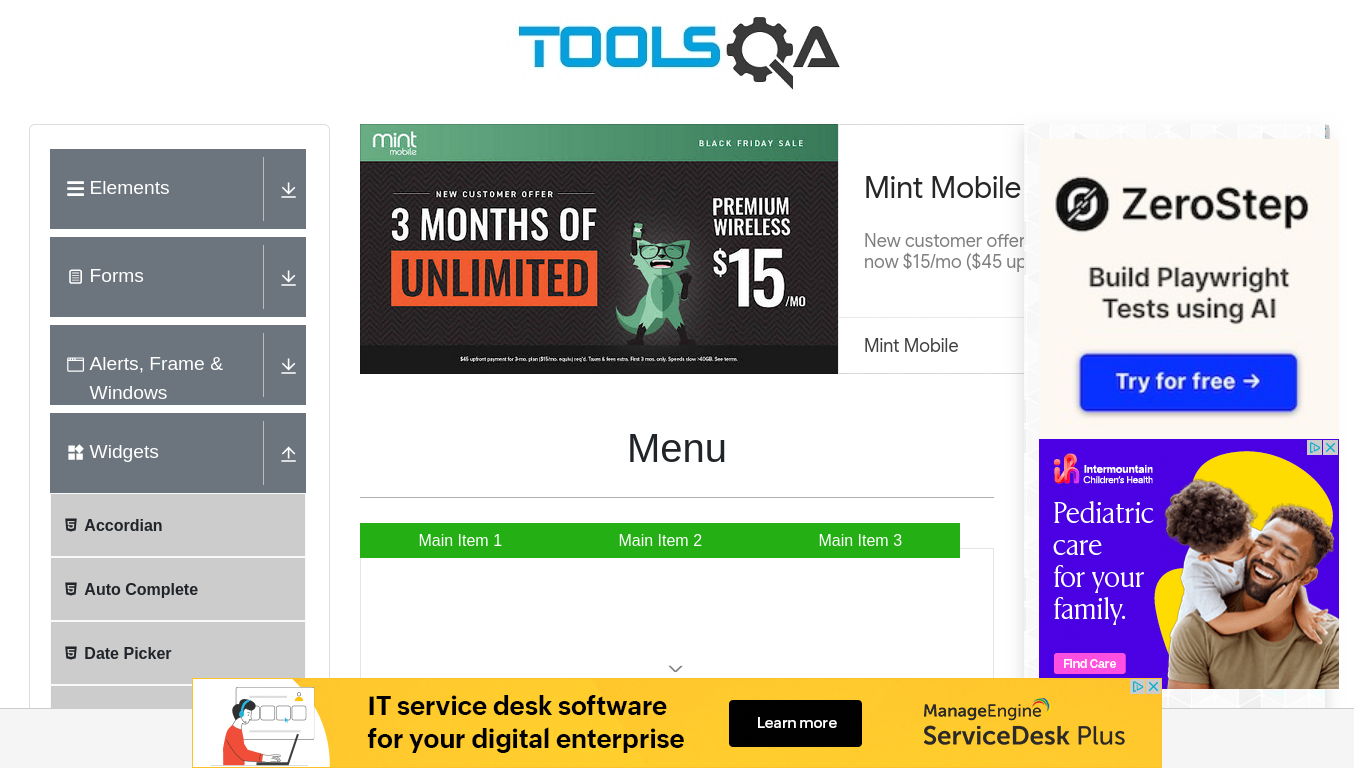 TOOLSQA
Elements
Forms
Alerts, Frame &
Windows
Widgets
Accordian
Auto Complete
Date Picker
mint
mobile
BLACK FRIDAY SALE
NEW CUSTOMER OFFER
3 MONTHS OF
UNLIMITED
PREMIUM
WIRELESS
$15/MO
$45 upfront payment for 3-mo. plan ($15/mo. equiv.) req'd. Taxes & fees extra. First 3 mos. only. Speeds slow >40GB. See terms.
Mint Mobile
New customer offer
now $15/mo ($45 up
Mint Mobile
Menu
Main Item 1
Main Item 2
Main Item 3
ZeroStep
Build Playwright
Tests using AI
Try for free →
Intermountain
Children's Health
Pediatric
care
for your
family.
Find Care
IT service desk software
for your digital enterprise
Learn more
ManageEngine
ServiceDesk Plus